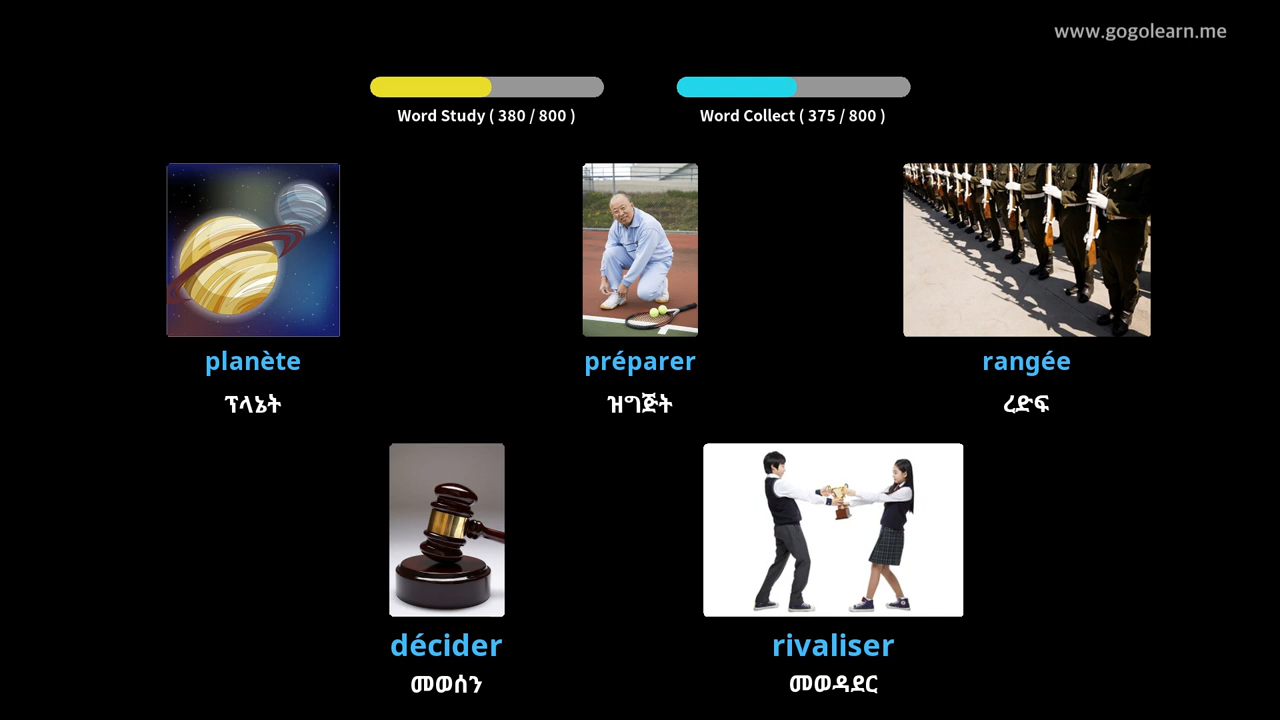 www.gogolearn.me
Word Study ( 380 / 800 )
Word Collect ( 375 / 800 )
planète
préparer
rangée
ፕላኔት
ዝግጅት
ረድፍ
décider
rivaliser
መወሰን
መወዳደር